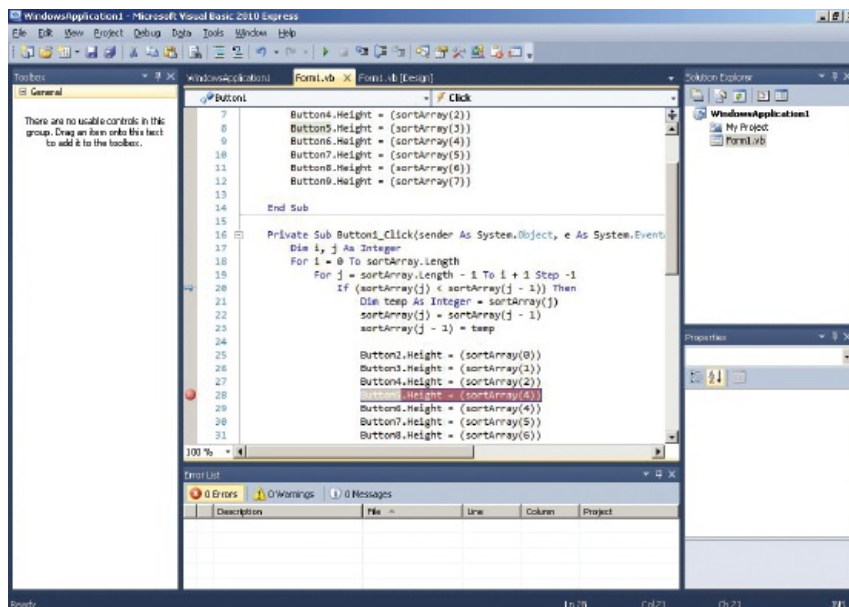 WindowsApplication1 - Microsoft Visual Basic 2010 Express
File Edit View Project Debug Data Tools Window Help
Toolbox
General
There are no usable controls in this
group. Drag an item onto this text
to add it to the toolbox.
WindowsApplication1 Form1.vb X Form1.vb [Design]
Button1 Click
7 Button4.Height = (sortArray(2))
8 Button5.Height = (sortArray(3))
9 Button6.Height = (sortArray(4))
10 Button7.Height = (sortArray(5))
11 Button8.Height = (sortArray(6))
12 Button9.Height = (sortArray(7))
13
14 End Sub
15
16 Private Sub Button1_Click(sender As System.Object, e As System.Event
17 Dim i, j As Integer
18 For i = 0 To sortArray.Length
19 For j = sortArray.Length - 1 To i + 1 Step -1
20 If (sortArray(j) < sortArray(j - 1)) Then
21 Dim temp As Integer = sortArray(j)
22 sortArray(j) = sortArray(j - 1)
23 sortArray(j - 1) = temp
24
25 Button2.Height = (sortArray(0))
26 Button3.Height = (sortArray(1))
27 Button4.Height = (sortArray(2))
28 Button5.Height = (sortArray(4))
29 Button6.Height = (sortArray(4))
30 Button7.Height = (sortArray(5))
31 Button8.Height = (sortArray(6))
100 %
Solution Explorer
WindowsApplication1
My Project
Form1.vb
Properties
Error List
0 Errors 0 Warnings 0 Messages
Description File Line Column Project
Ready Ln 28 Col 21 Ch 21 INS